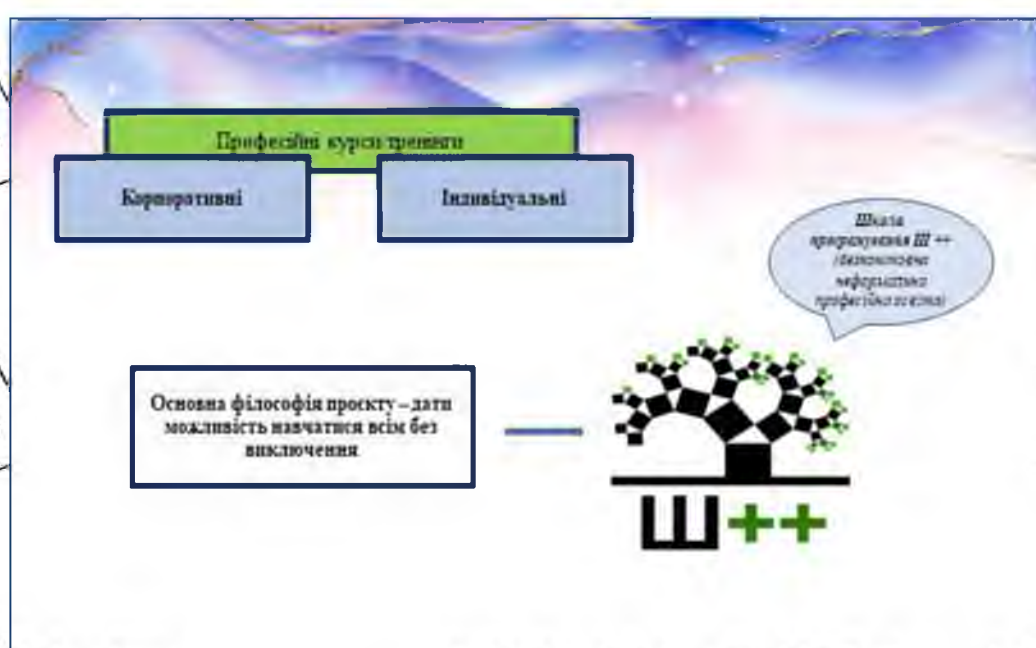 Професійні курси тренінги
Корпоративні
Індивідуальні
Школа
програмування Ш ++
неформальна
професійна освіта)
Основна філософія проєкту – дати
можливість навчатися всім без
виключення
Ш++